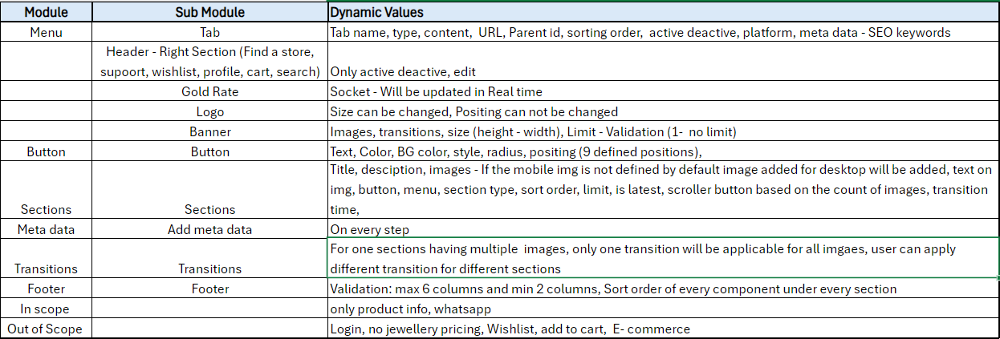 Module Sub Module Dynamic Values
Menu Tab Tab name, type, content, URL, Parent id, sorting order, active deactive, platform, meta data - SEO keywords
Header - Right Section (Find a store,
supoort, wishlist, profile, cart, search) Only active deactive, edit
Gold Rate Socket - Will be updated in Real time
Logo Size can be changed, Positing can not be changed
Banner Images, transitions, size (height - width), Limit - Validation (1- no limit)
Button Button Text, Color, BG color, style, radius, positing (9 defined positions),
Title, desciption, images - If the mobile img is not defined by default image added for desktop will be added, text on
img, button, menu, section type, sort order, limit, is latest, scroller button based on the count of images, transition
Sections Sections time,
Meta data Add meta data On every step
For one sections having multiple images, only one transition will be applicable for all imgaes, user can apply
Transitions Transitions different transition for different sections
Footer Footer Validation: max 6 columns and min 2 columns, Sort order of every component under every section
In scope only product info, whatsapp
Out of Scope Login, no jewellery pricing, Wishlist, add to cart, E- commerce